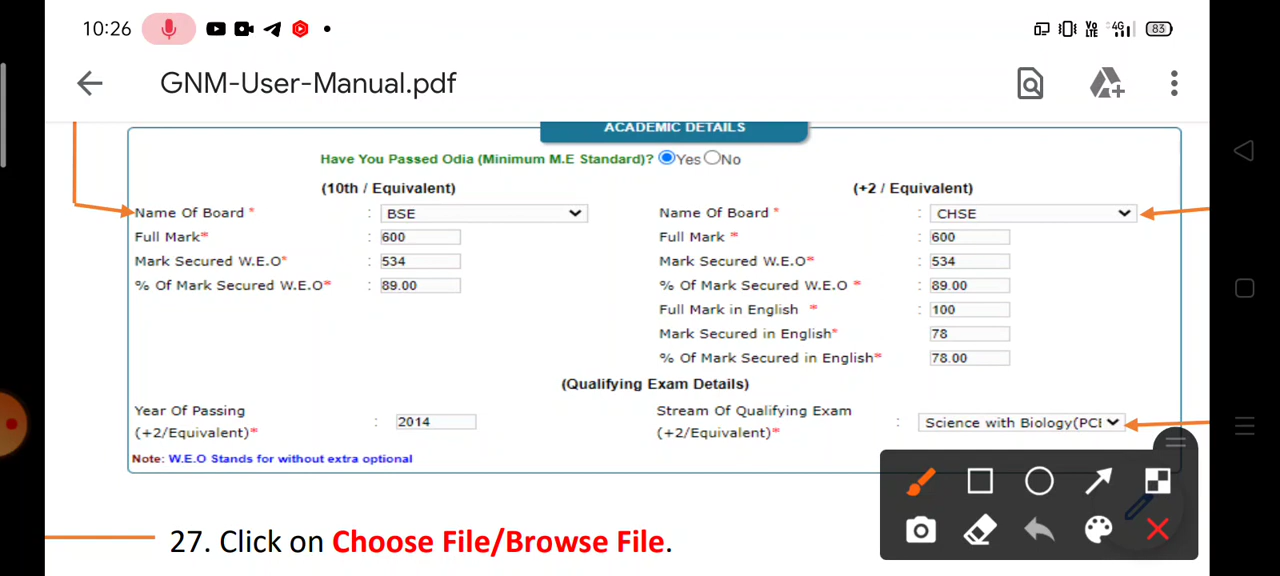 10:26 Vo LTE 4G 83
GNM-User-Manual.pdf
ACADEMIC DETAILS
Have You Passed Odia (Minimum M.E Standard)? Yes No
(10th / Equivalent) (+2 / Equivalent)
Name Of Board * : BSE Name Of Board * : CHSE
Full Mark* : 600 Full Mark * : 600
Mark Secured W.E.O* : 534 Mark Secured W.E.O* : 534
% Of Mark Secured W.E.O* : 89.00 % Of Mark Secured W.E.O * : 89.00
Full Mark in English * : 100
Mark Secured in English* 78
% Of Mark Secured in English* 78.00
(Qualifying Exam Details)
Year Of Passing : 2014 Stream Of Qualifying Exam : Science with Biology(PCB
(+2/Equivalent)* (+2/Equivalent)*
Note: W.E.O Stands for without extra optional
27. Click on Choose File/Browse File.